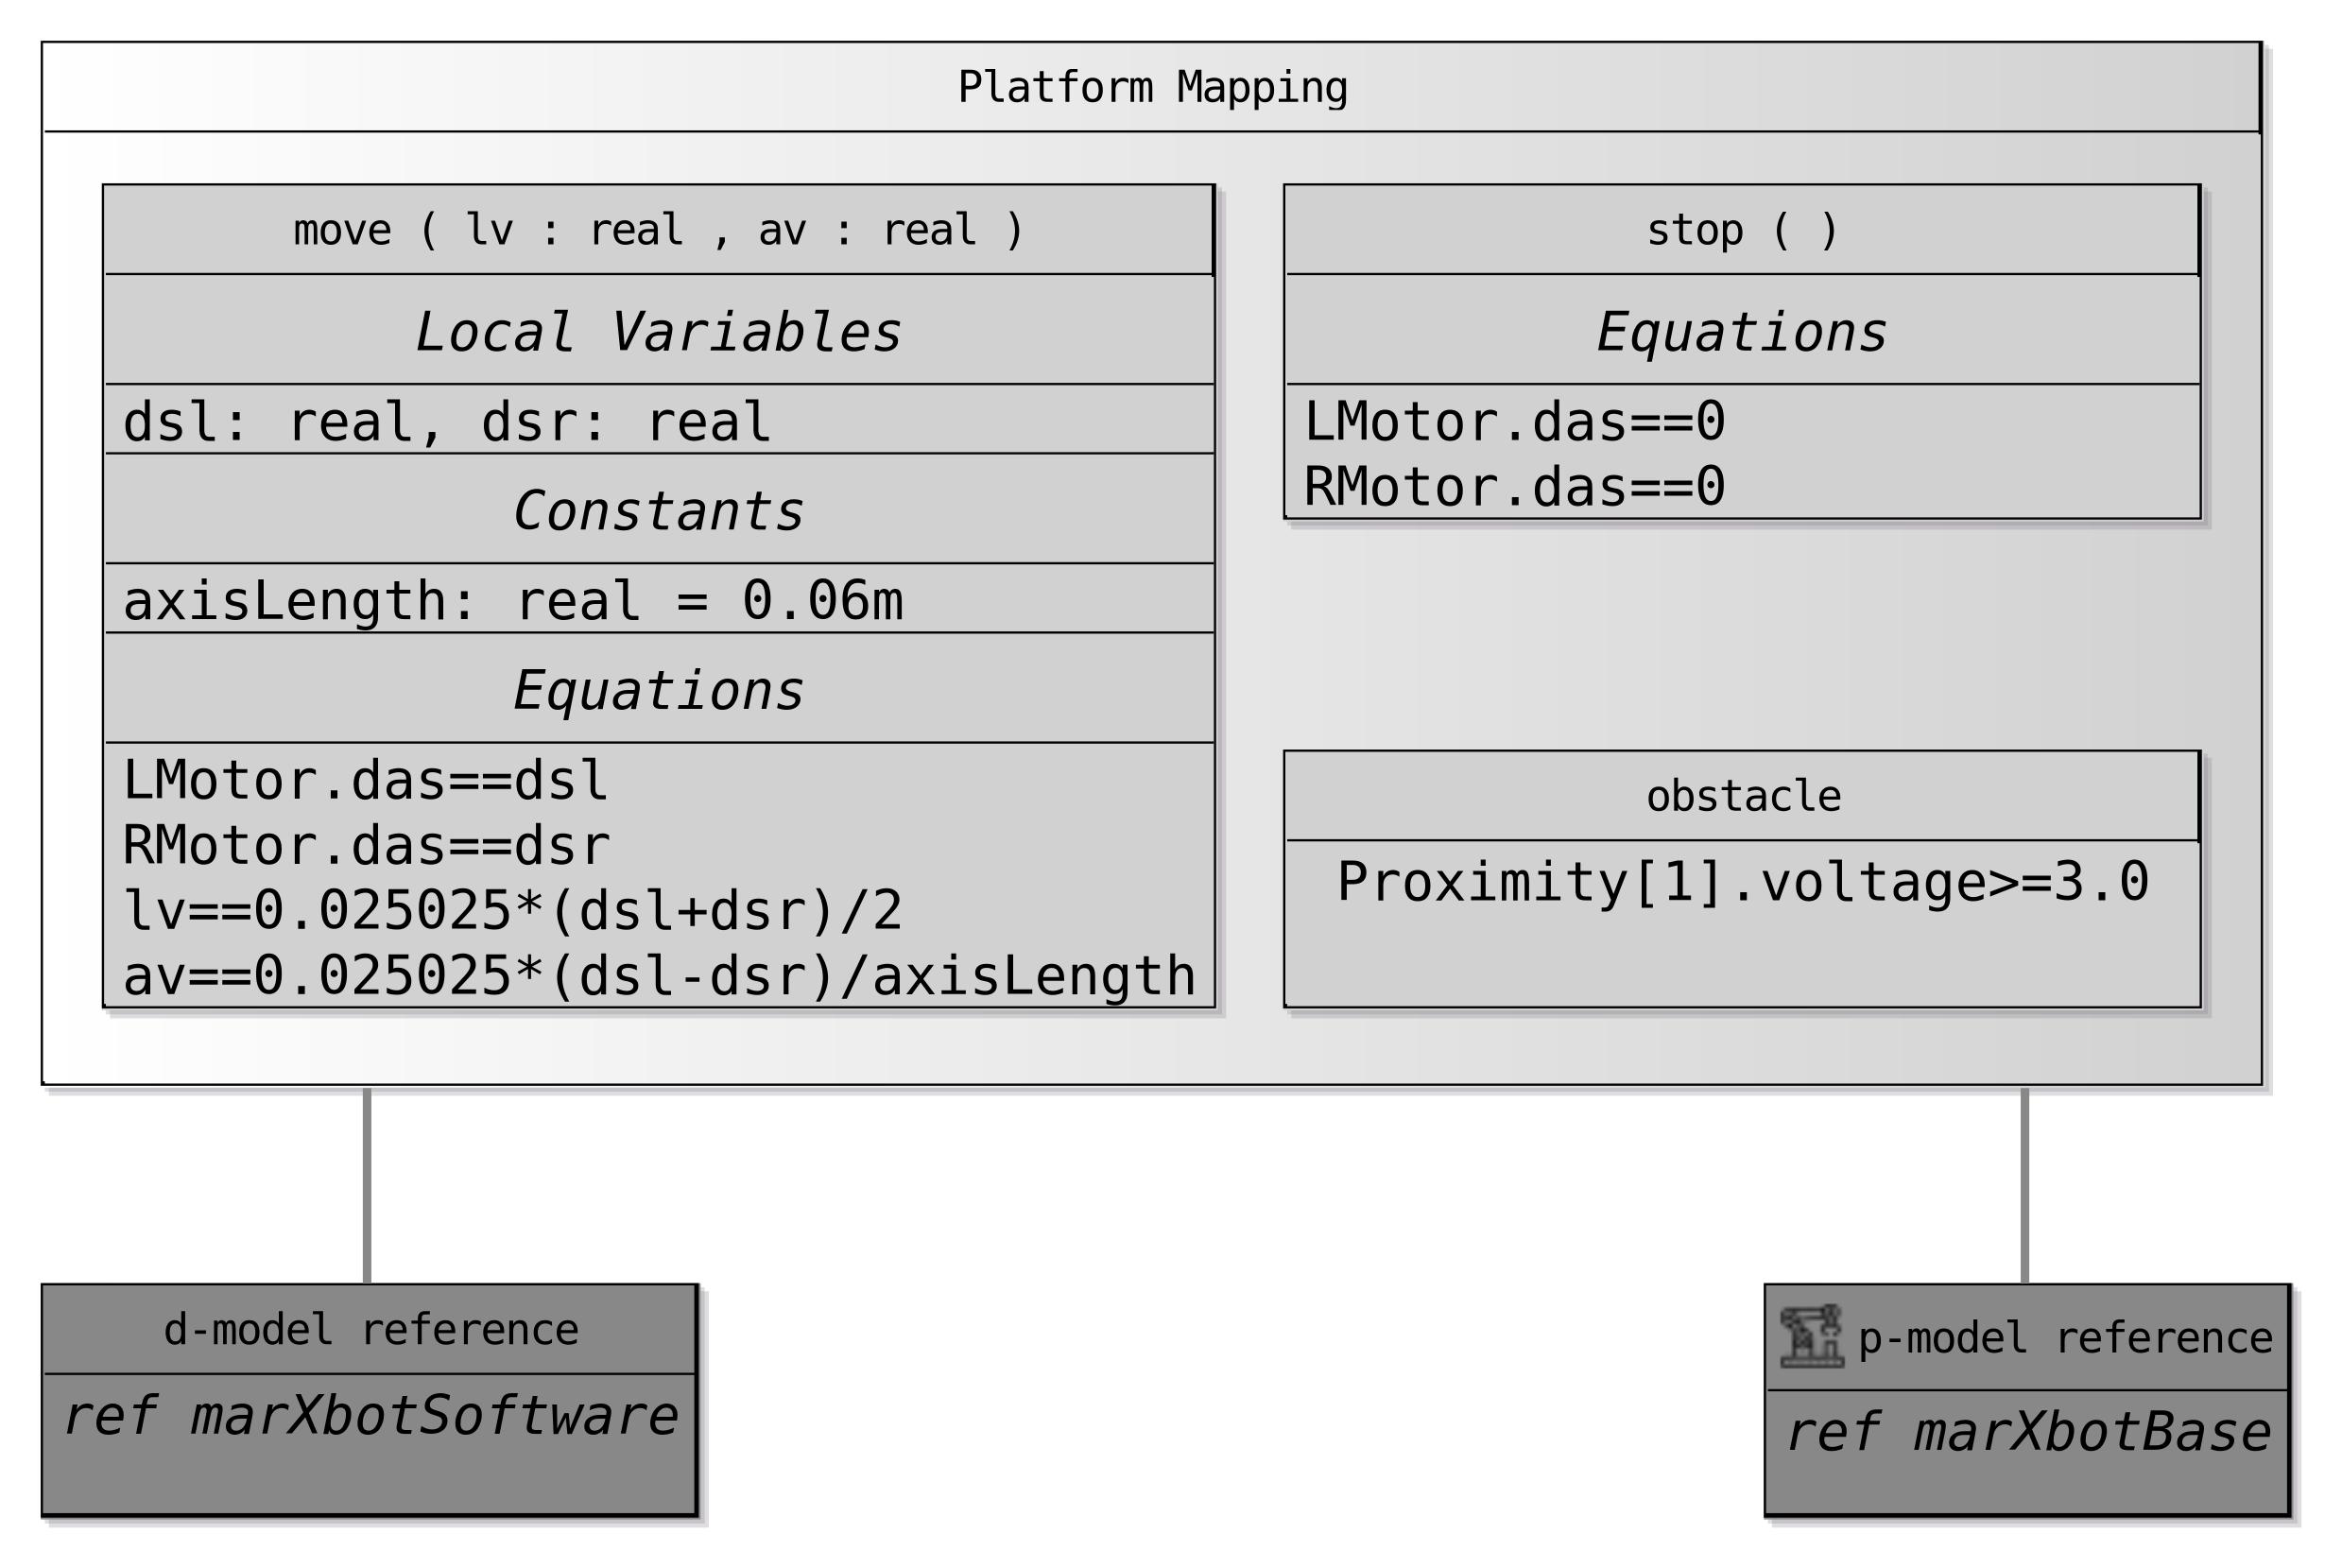 Platform Mapping
move ( lv : real , av : real )
Local Variables
dsl: real, dsr: real
Constants
axisLength: real = 0.06m
Equations
LMotor.das==dsl
RMotor.das==dsr
lv==0.025025*(dsl+dsr)/2
av==0.025025*(dsl-dsr)/axisLength
stop ( )
Equations
LMotor.das==0
RMotor.das==0
obstacle
Proximity[1].voltage>=3.0
d-model reference
ref marXbotSoftware
p-model reference
ref marXbotBase